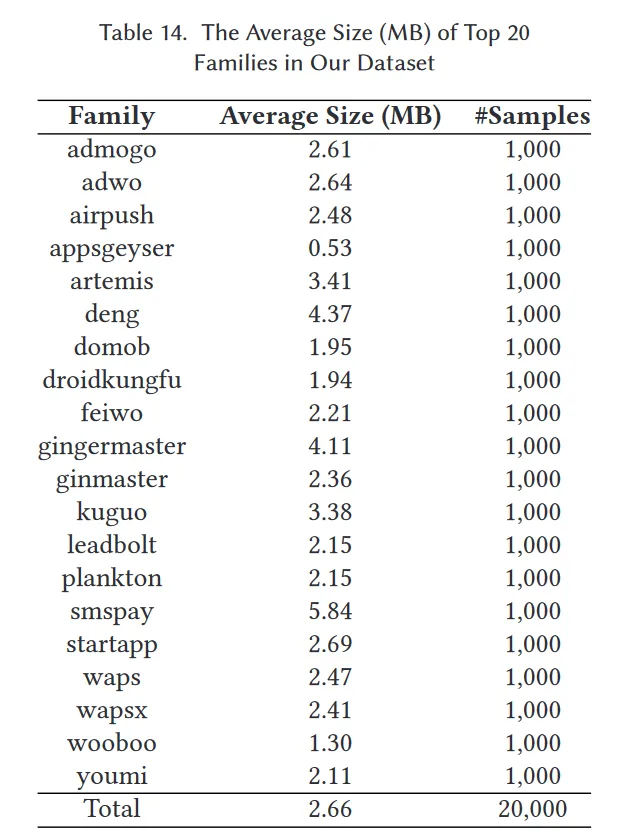 Table 14. The Average Size (MB) of Top 20
Families in Our Dataset
Family Average Size (MB) #Samples
admogo 2.61 1,000
adwo 2.64 1,000
airpush 2.48 1,000
appsgeyser 0.53 1,000
artemis 3.41 1,000
deng 4.37 1,000
domob 1.95 1,000
droidkungfu 1.94 1,000
feiwo 2.21 1,000
gingermaster 4.11 1,000
ginmaster 2.36 1,000
kuguo 3.38 1,000
leadbolt 2.15 1,000
plankton 2.15 1,000
smspay 5.84 1,000
startapp 2.69 1,000
waps 2.47 1,000
wapsx 2.41 1,000
wooboo 1.30 1,000
youmi 2.11 1,000
Total 2.66 20,000